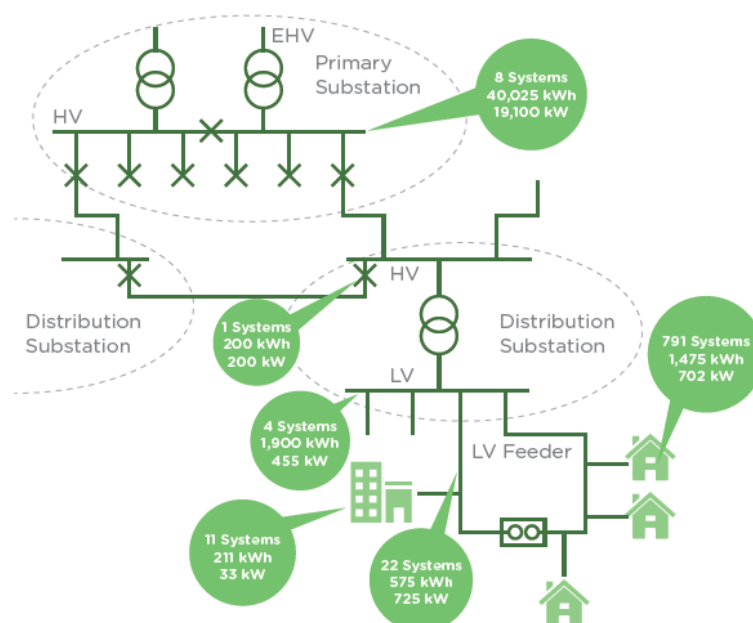 EHV
Primary
Substation
HV
8 Systems
40,025 kWh
19,100 kW
HV
Distribution
Substation
1 Systems
200 kWh
200 kW
Distribution
Substation
LV
791 Systems
1,475 kWh
702 kW
4 Systems
1,900 kWh
455 kW
LV Feeder
11 Systems
211 kWh
33 kW
22 Systems
575 kWh
725 kW